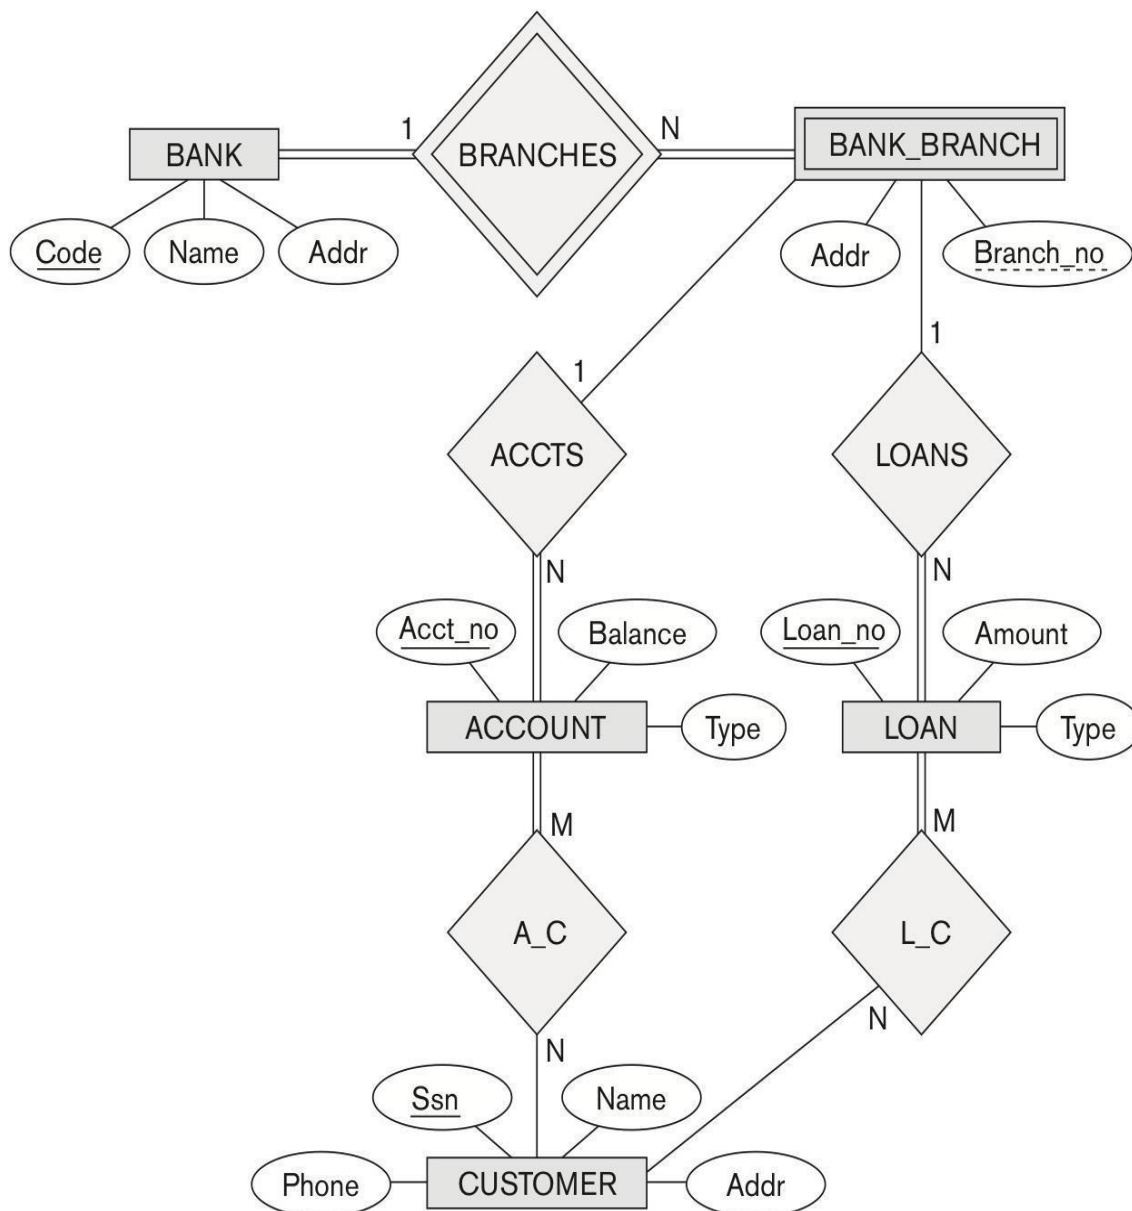 1
N
BANK
BRANCHES
BANK_BRANCH
Code
Name
Addr
Addr
Branch_no
1
1
ACCTS
LOANS
N
N
Acct_no
Balance
Loan_no
Amount
ACCOUNT
Type
LOAN
Type
M
M
A_C
L_C
N
N
Ssn
Name
Phone
CUSTOMER
Addr